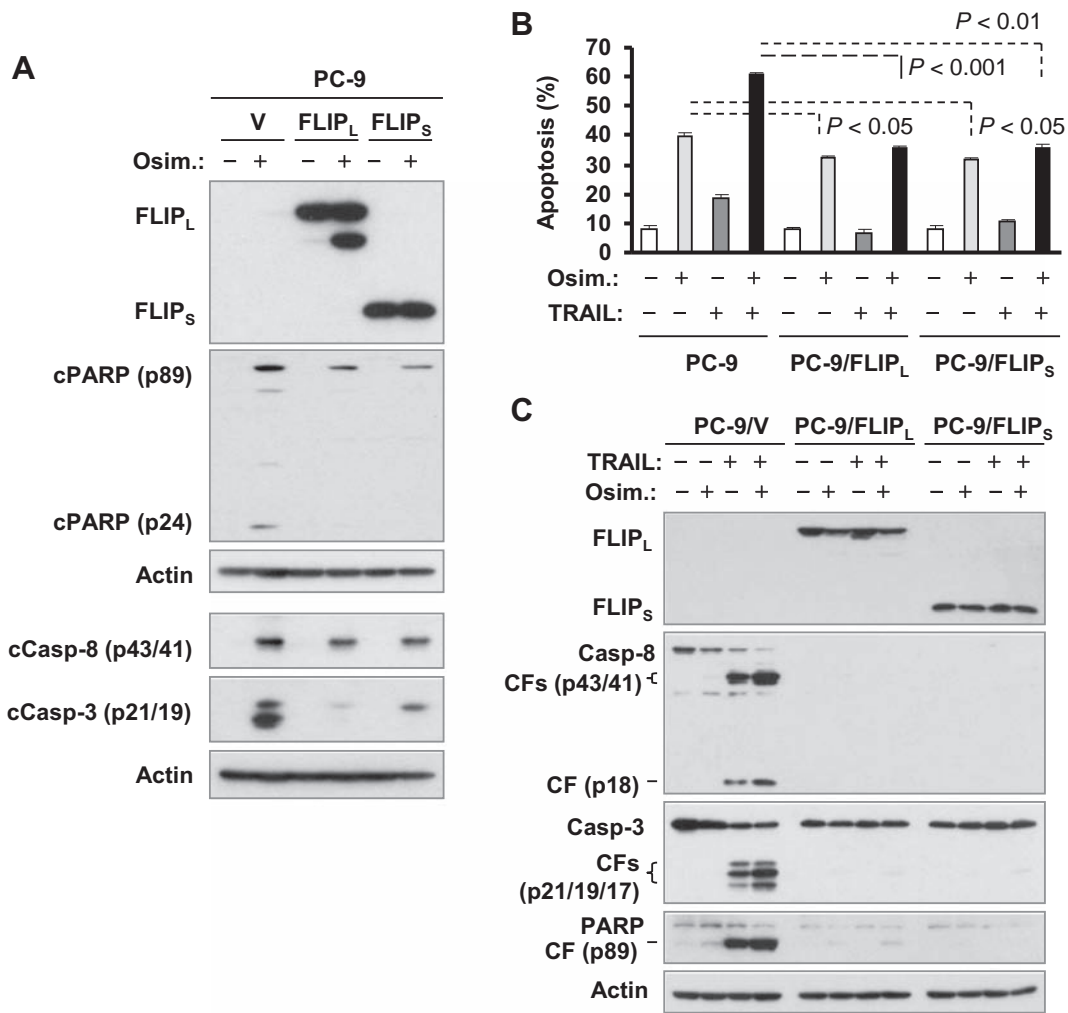 A
PC-9
V FLIPL FLIPS
Osim.: – + – + – +
FLIPL
FLIPS
cPARP (p89)
cPARP (p24)
Actin
cCasp-8 (p43/41)
cCasp-3 (p21/19)
Actin
B
P < 0.01
P < 0.001
P < 0.05 P < 0.05
Apoptosis (%)
70
60
50
40
30
20
10
0
Osim.: – + – + – + – + – + – +
TRAIL: – – + + – – + + – – + +
PC-9 PC-9/FLIPL PC-9/FLIPS
C
PC-9/V PC-9/FLIPL PC-9/FLIPS
TRAIL: – – + + – – + + – – + +
Osim.: – + – + – + – + – + – +
FLIPL
FLIPS
Casp-8
CFs (p43/41)
CF (p18)
Casp-3
CFs
(p21/19/17)
PARP
CF (p89)
Actin